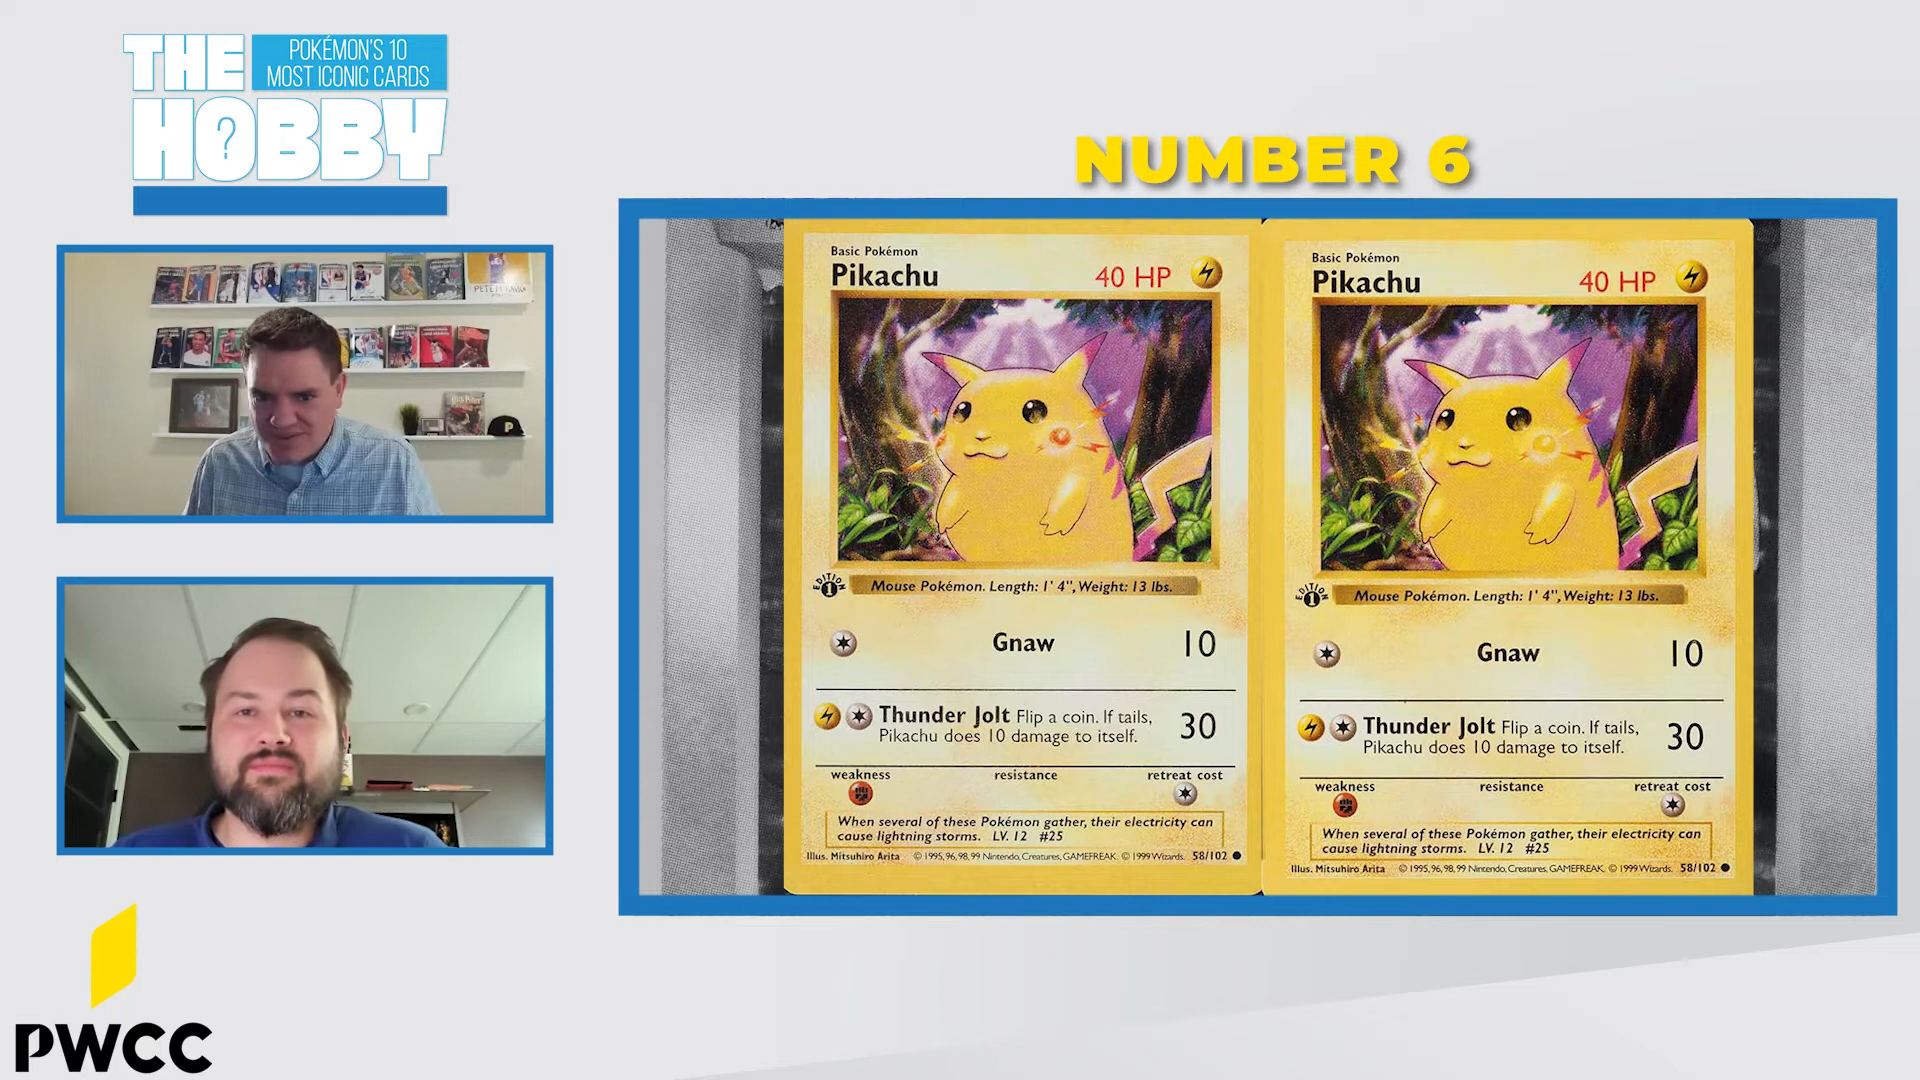 THE
POKÉMON'S 10
MOST ICONIC CARDS
HOBBY
?
NUMBER 6
Basic Pokémon
Pikachu 40 HP
EDITION
1
Mouse Pokémon. Length: 1' 4", Weight: 13 lbs.
Gnaw 10
Thunder Jolt Flip a coin. If tails,
Pikachu does 10 damage to itself. 30
weakness resistance retreat cost
When several of these Pokémon gather, their electricity can
cause lightning storms. LV. 12 #25
Illus. Mitsuhiro Arita © 1995, 96, 98, 99 Nintendo, Creatures, GAMEFREAK. © 1999 Wizards. 58/102
Basic Pokémon
Pikachu 40 HP
EDITION
1
Mouse Pokémon. Length: 1' 4", Weight: 13 lbs.
Gnaw 10
Thunder Jolt Flip a coin. If tails,
Pikachu does 10 damage to itself. 30
weakness resistance retreat cost
When several of these Pokémon gather, their electricity can
cause lightning storms. LV. 12 #25
Illus. Mitsuhiro Arita © 1995, 96, 98, 99 Nintendo, Creatures, GAMEFREAK. © 1999 Wizards. 58/102
P
PWCC